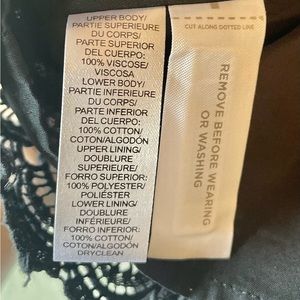 UPPER BODY/
PARTIE SUPERIEUR
DU CORPS/
PARTE SUPERIOR
DEL CUERPO:
100% VISCOSE/
VISCOSA
LOWER BODY/
PARTIE INFERIEUR
DU CORPS/
PARTE INFERIOR
DEL CUERPO:
100% COTTON/
COTON/ALGODÓN
UPPER LINING/
DOUBLURE
SUPÉRIEURE/
FORRO SUPERIOR:
100% POLYESTER/
POLIÉSTER
LOWER LINING/
DOUBLURE
INFÉRIEURE/
FORRO INFERIOR:
100% COTTON/
COTON/ALGODÓN
DRYCLEAN
CUT ALONG DOTTED LINE
REMOVE BEFORE WEARING
OR WASHING